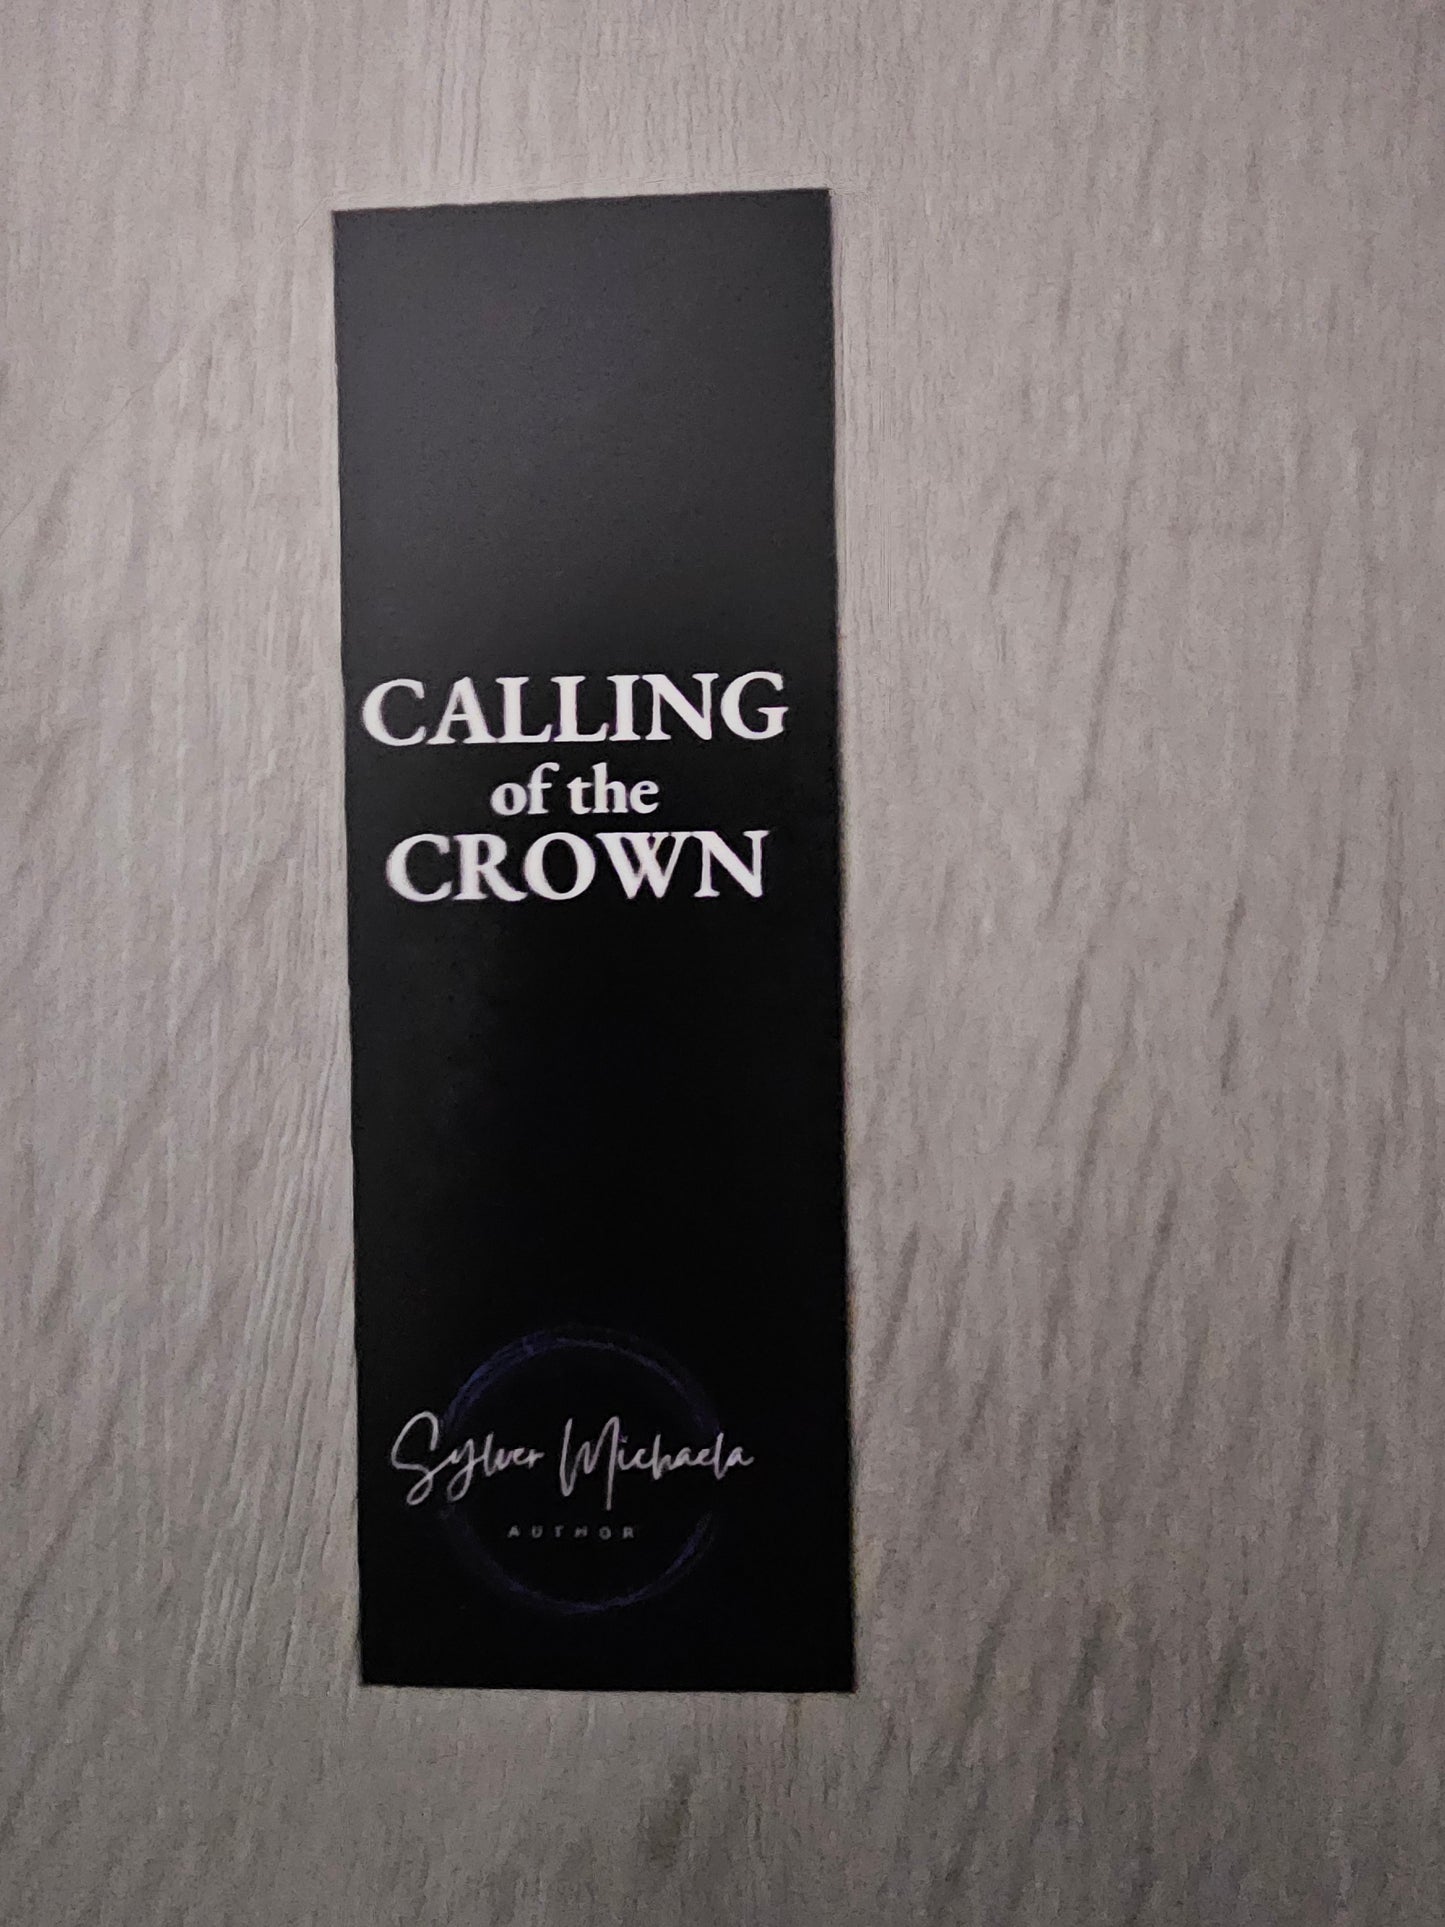 CALLING
of the
CROWN
Sylver Michaela
AUTHOR